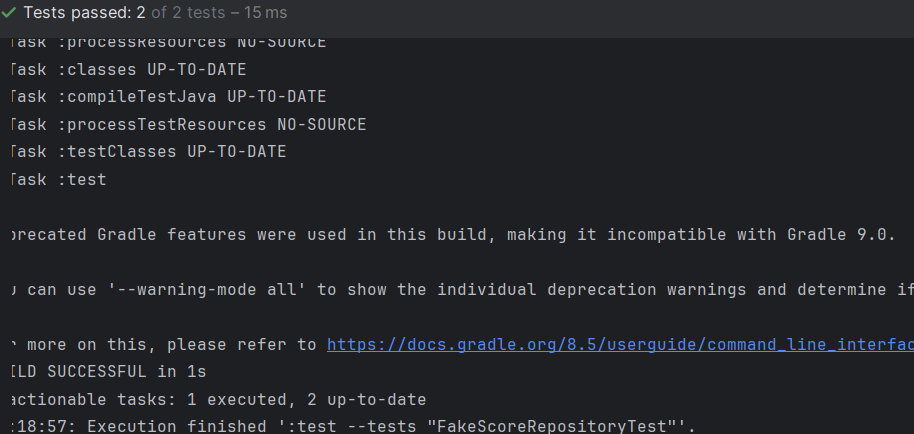 Tests passed: 2 of 2 tests – 15 ms
Task :processResources NO-SOURCE
Task :classes UP-TO-DATE
Task :compileTestJava UP-TO-DATE
Task :processTestResources NO-SOURCE
Task :testClasses UP-TO-DATE
Task :test
precated Gradle features were used in this build, making it incompatible with Gradle 9.0.
u can use '--warning-mode all' to show the individual deprecation warnings and determine if
r more on this, please refer to https://docs.gradle.org/8.5/userguide/command_line_interfac
ILD SUCCESSFUL in 1s
actionable tasks: 1 executed, 2 up-to-date
:18:57: Execution finished ':test --tests "FakeScoreRepositoryTest"'.